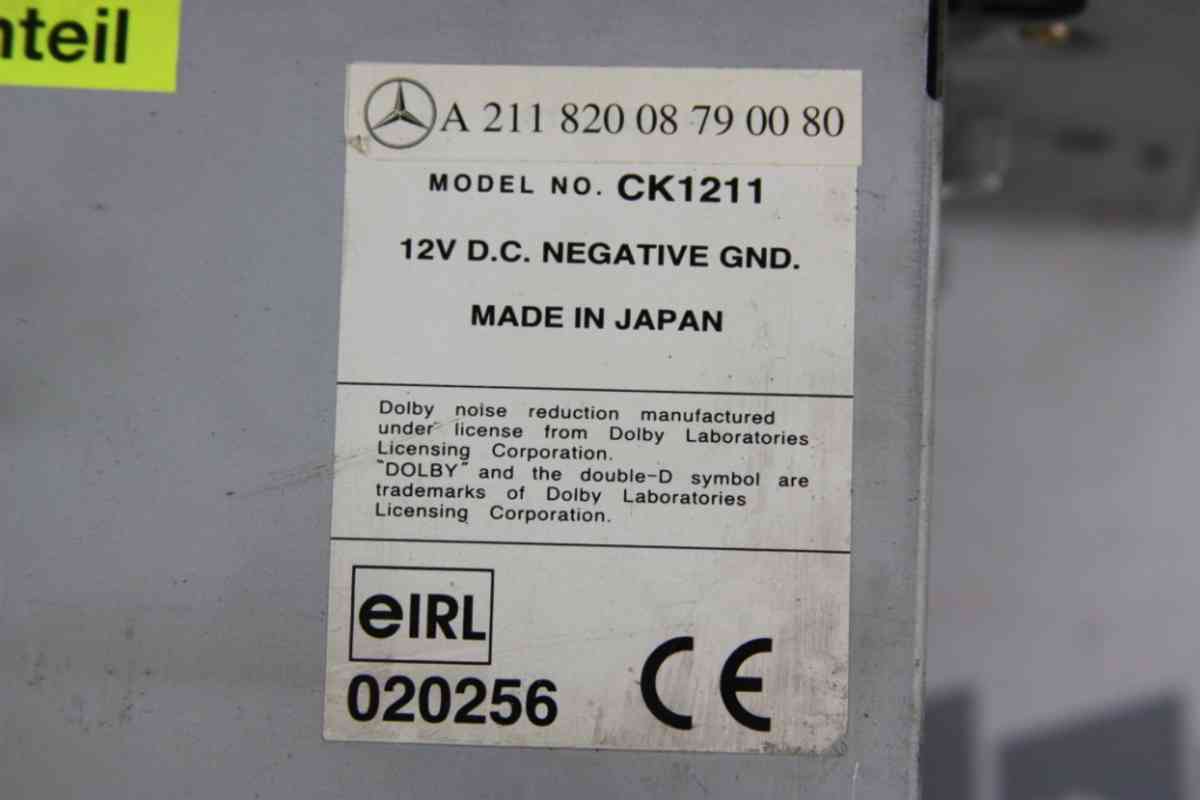 nteil
A 211 820 08 79 00 80
MODEL NO. CK1211
12V D.C. NEGATIVE GND.
MADE IN JAPAN
Dolby noise reduction manufactured
under license from Dolby Laboratories
Licensing Corporation.
"DOLBY" and the double-D symbol are
trademarks of Dolby Laboratories
Licensing Corporation.
eIRL
020256
CE